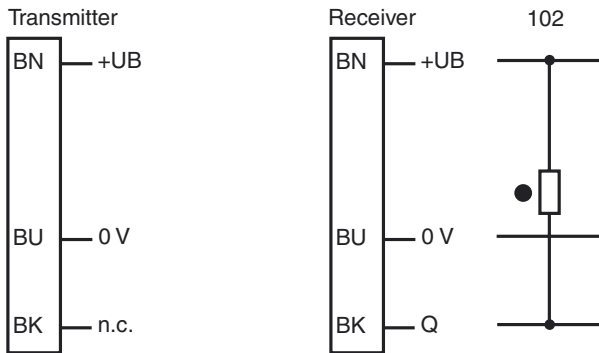 Transmitter
BN +UB
BU 0 V
BK n.c.
Receiver
BN +UB
BU 0 V
BK Q
102